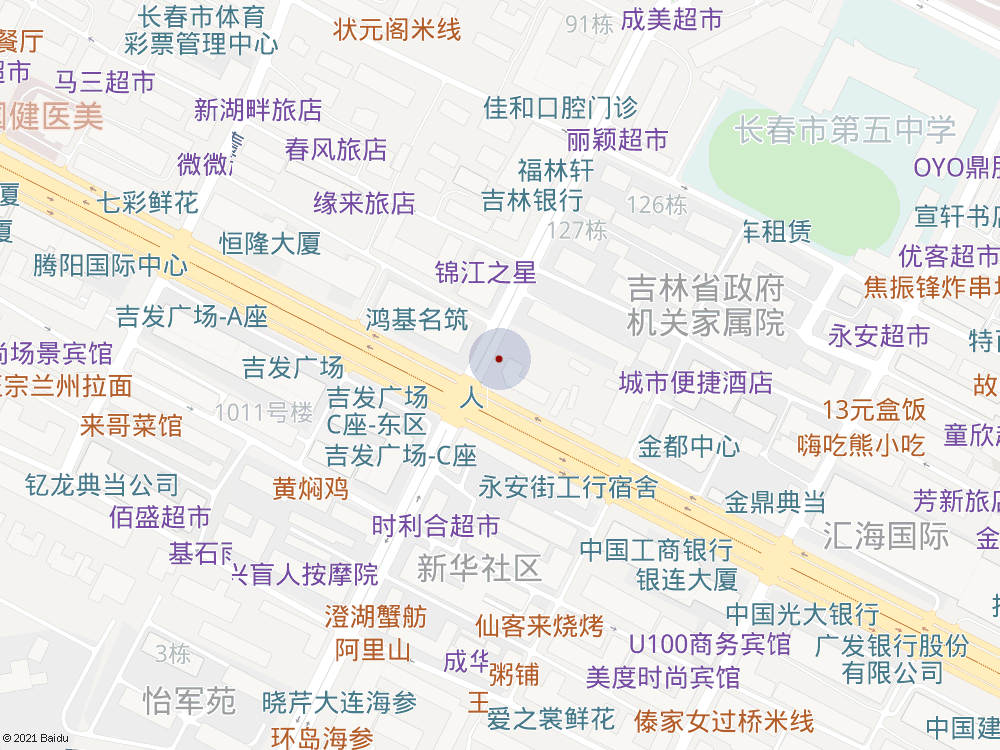 91栋
成美超市
长春市体育
彩票管理中心
状元阁米线
餐厅
超市
马三超市
国健医美
新湖畔旅店
佳和口腔门诊
丽颖超市
长春市第五中学
春风旅店
微微
福林轩
OYO鼎
七彩鲜花
缘来旅店
吉林银行
126栋
127栋
车租赁
宣轩书店
厦
厦
恒隆大厦
优客超市
腾阳国际中心
锦江之星
吉林省政府
机关家属院
焦振锋炸串
吉发广场-A座
鸿基名筑
永安超市
特
尚场景宾馆
吉发广场
正宗兰州拉面
城市便捷酒店
故
吉发广场
C座-东区
人
1011号楼
13元盒饭
来哥菜馆
金都中心
嗨吃熊小吃
童欣
吉发广场-C座
钇龙典当公司
黄焖鸡
永安街工行宿舍
金鼎典当
芳新旅店
佰盛超市
时利合超市
汇海国际
金
基石
兴盲人按摩院
新华社区
中国工商银行
银连大厦
澄湖蟹舫
仙客来烧烤
中国光大银行
阿里山
3栋
成华
粥铺
U100商务宾馆
广发银行股份
有限公司
美度时尚宾馆
怡军苑
晓芹大连海参
王
爱之裳鲜花
傣家女过桥米线
环岛海参
中国建
© 2021 Baidu